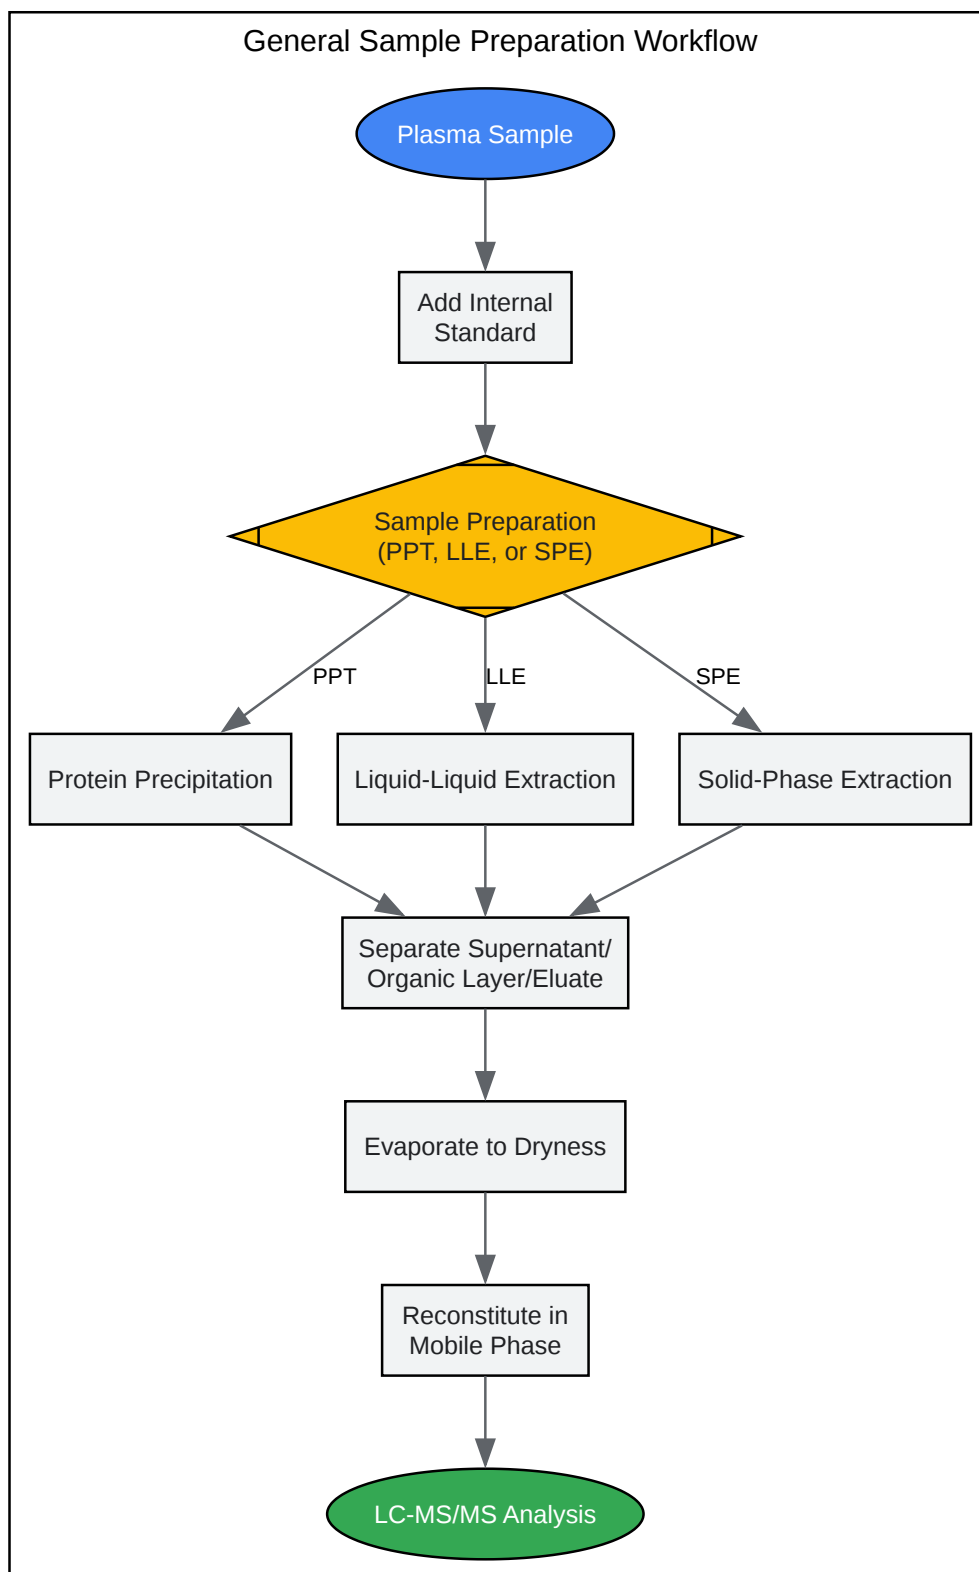 General Sample Preparation Workflow
Plasma Sample
Add Internal
Standard
Sample Preparation
(PPT, LLE, or SPE)
PPT
LLE
SPE
Protein Precipitation
Liquid-Liquid Extraction
Solid-Phase Extraction
Separate Supernatant/
Organic Layer/Eluate
Evaporate to Dryness
Reconstitute in
Mobile Phase
LC-MS/MS Analysis